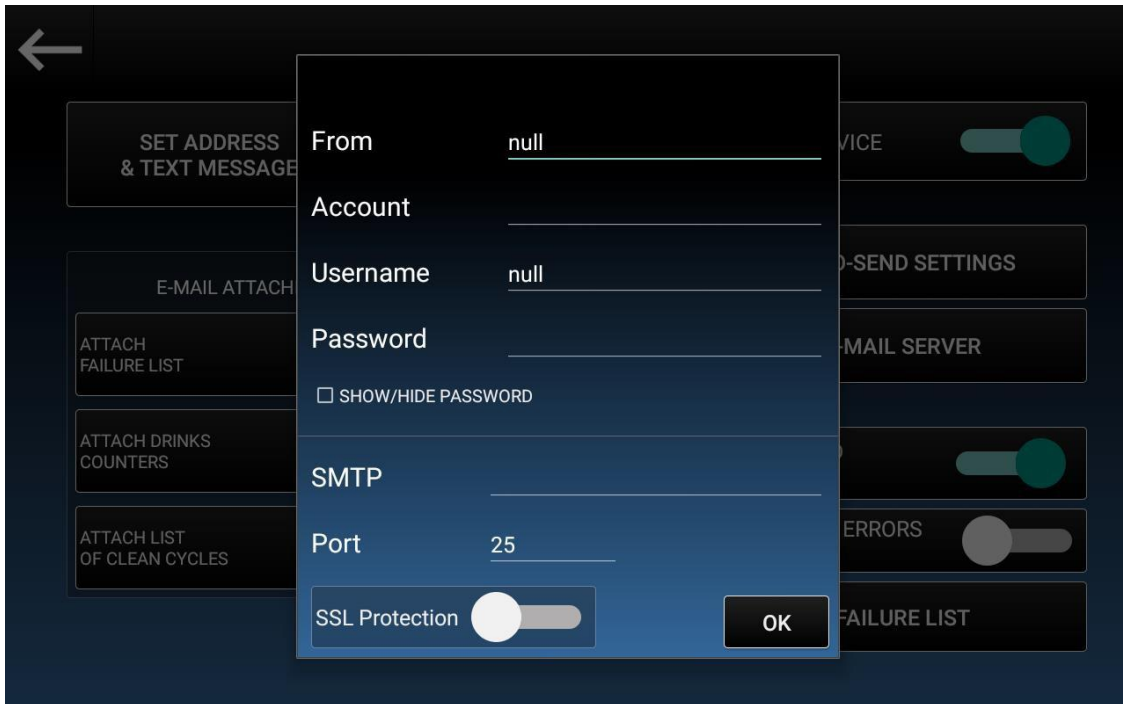 SET ADDRESS
& TEXT MESSAGE
E-MAIL ATTACH
ATTACH
FAILURE LIST
ATTACH DRINKS
COUNTERS
ATTACH LIST
OF CLEAN CYCLES
From null
Account
Username null
Password
SHOW/HIDE PASSWORD
SMTP
Port 25
SSL Protection
OK
VICE
-SEND SETTINGS
-MAIL SERVER
ERRORS
FAILURE LIST